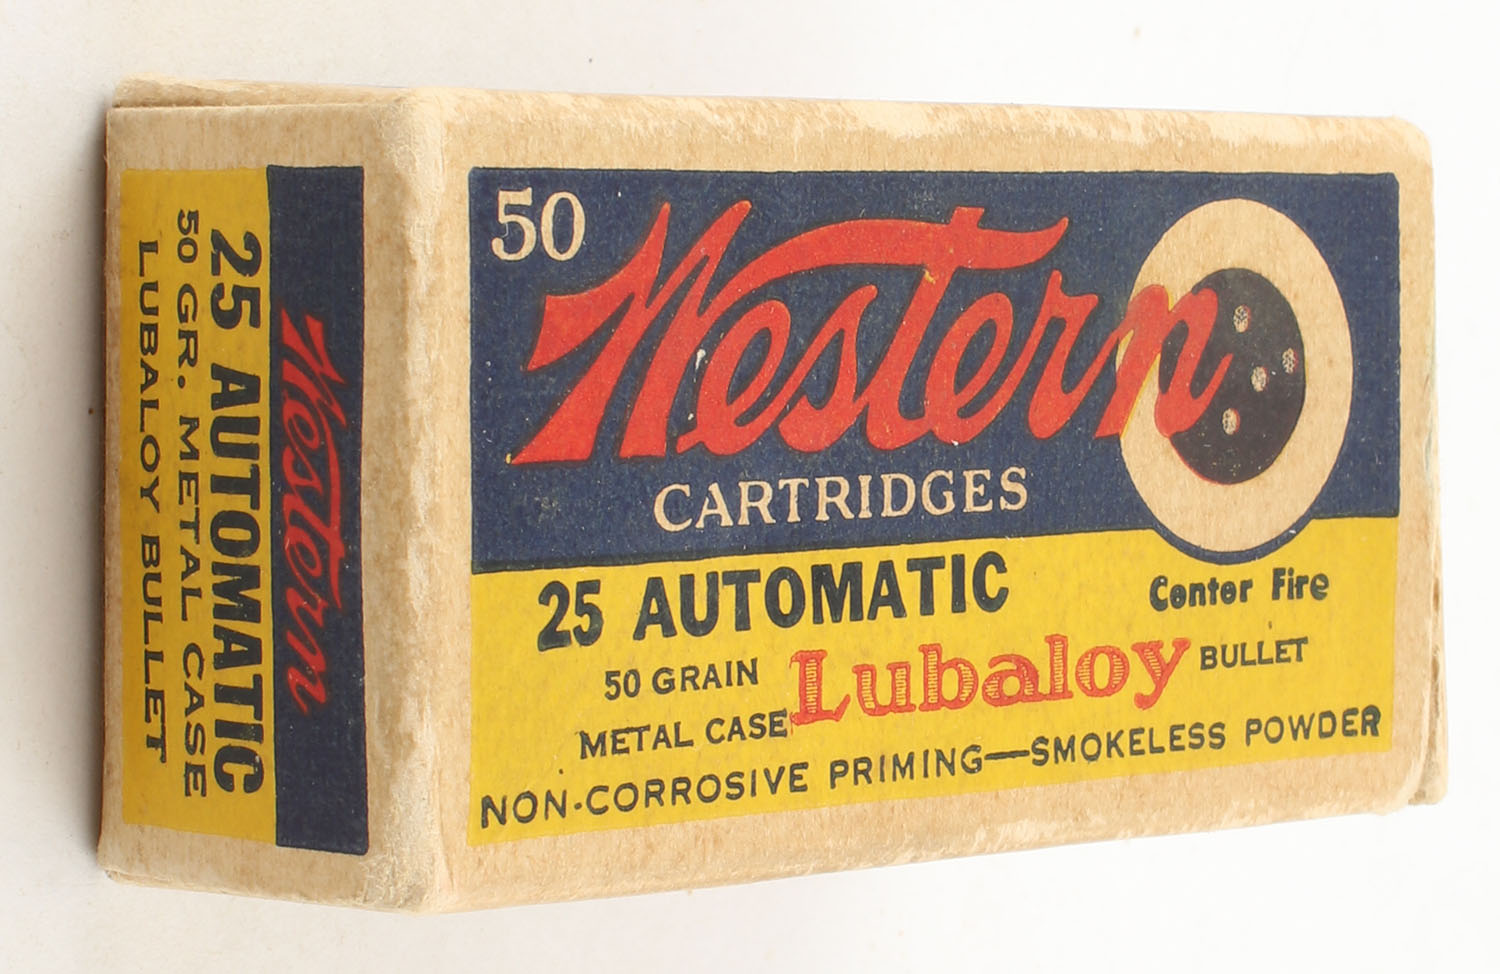 50
Western
CARTRIDGES
25 AUTOMATIC
Center Fire
50 GRAIN
METAL CASE
Lubaloy BULLET
NON-CORROSIVE PRIMING—SMOKELESS POWDER
Western
25 AUTOMATIC
50 GR. METAL CASE
LUBALOY BULLET